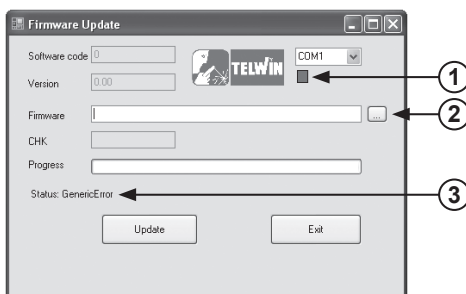 Firmware Update
Software code 0
TELWIN
COM1
Version 0.00
1
Firmware
...
2
CHK
Progress
Status: GenericError
3
Update
Exit